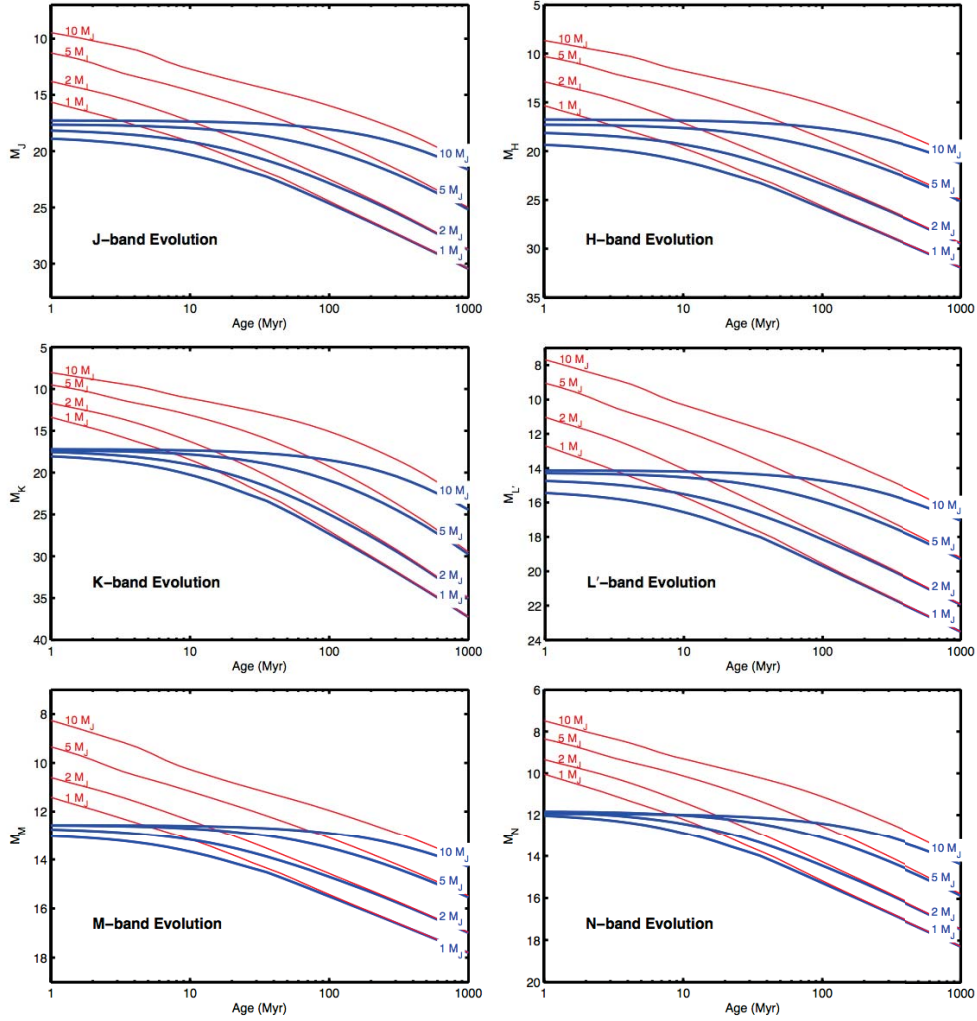 10 M_J
5 M_J
2 M_J
1 M_J
10 M_J
5 M_J
2 M_J
1 M_J
M_J
10
15
20
25
30
J-band Evolution
1 10 100 1000
Age (Myr)
10 M_J
5 M_J
2 M_J
1 M_J
10 M_J
5 M_J
2 M_J
1 M_J
M_H
5
10
15
20
25
30
35
H-band Evolution
1 10 100 1000
Age (Myr)
10 M_J
5 M_J
2 M_J
1 M_J
10 M_J
5 M_J
2 M_J
1 M_J
M_K
5
10
15
20
25
30
35
40
K-band Evolution
1 10 100 1000
Age (Myr)
10 M_J
5 M_J
2 M_J
1 M_J
10 M_J
5 M_J
2 M_J
1 M_J
M_L'
8
10
12
14
16
18
20
22
24
L'-band Evolution
1 10 100 1000
Age (Myr)
10 M_J
5 M_J
2 M_J
1 M_J
10 M_J
5 M_J
2 M_J
1 M_J
M_M
8
10
12
14
16
18
M-band Evolution
1 10 100 1000
Age (Myr)
10 M_J
5 M_J
2 M_J
1 M_J
10 M_J
5 M_J
2 M_J
1 M_J
M_N
6
8
10
12
14
16
18
20
N-band Evolution
1 10 100 1000
Age (Myr)